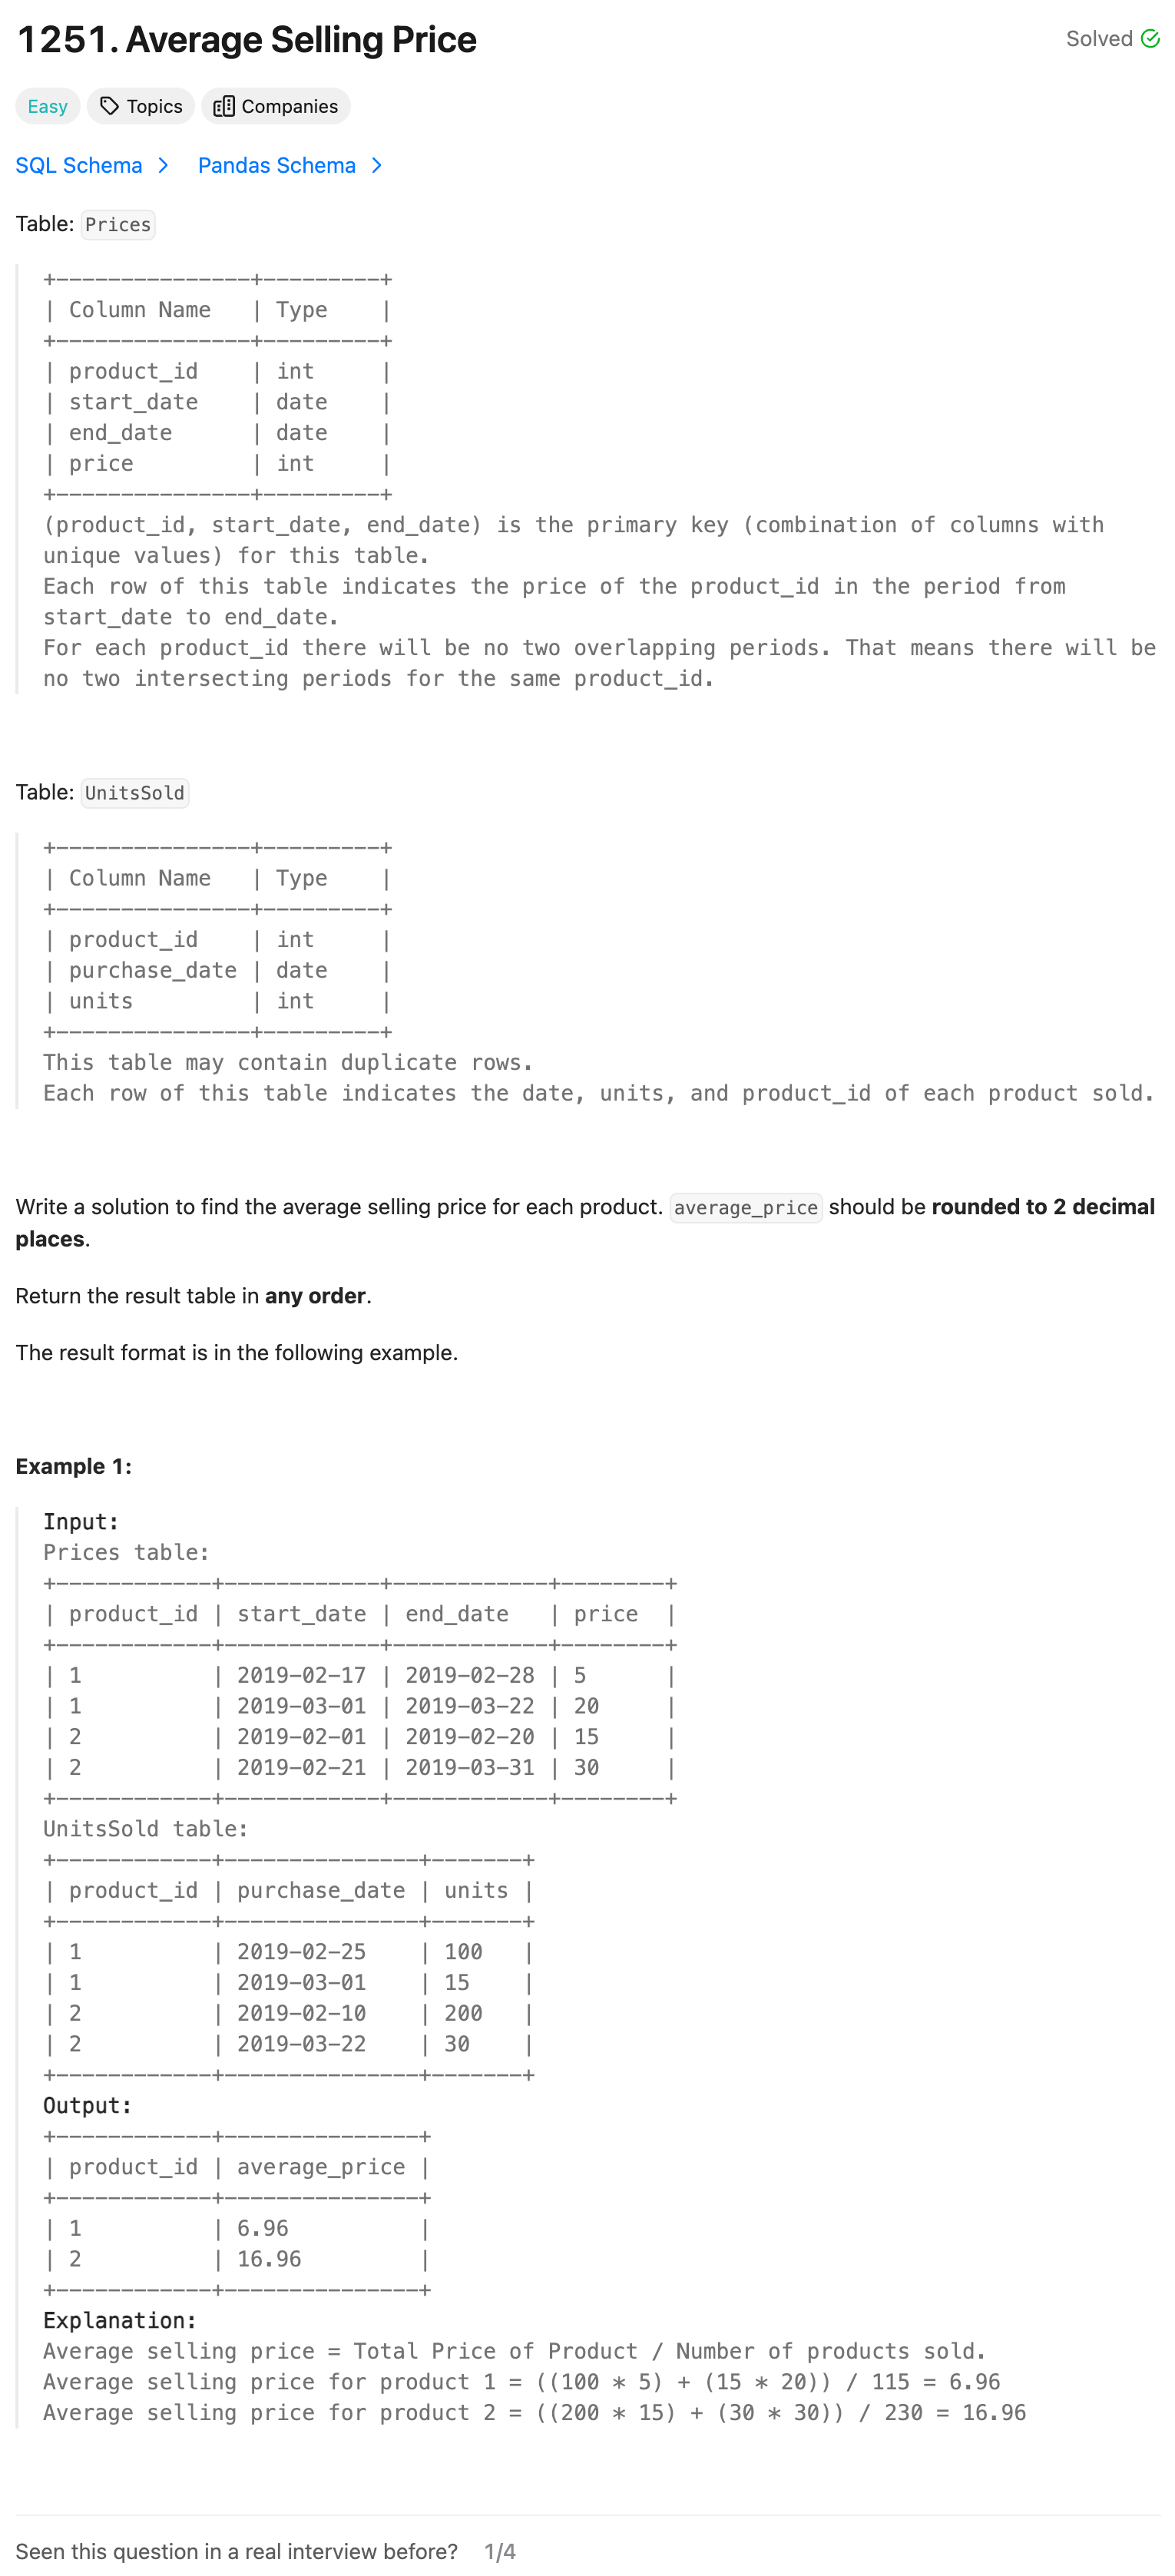 1251. Average Selling Price
Solved
Easy
Topics
Companies
SQL Schema >
Pandas Schema >
Table: Prices
+---------------+---------+
| Column Name   | Type    |
+---------------+---------+
| product_id    | int     |
| start_date    | date    |
| end_date      | date    |
| price         | int     |
+---------------+---------+
(product_id, start_date, end_date) is the primary key (combination of columns with
unique values) for this table.
Each row of this table indicates the price of the product_id in the period from
start_date to end_date.
For each product_id there will be no two overlapping periods. That means there will be
no two intersecting periods for the same product_id.
Table: UnitsSold
+---------------+---------+
| Column Name   | Type    |
+---------------+---------+
| product_id    | int     |
| purchase_date | date    |
| units         | int     |
+---------------+---------+
This table may contain duplicate rows.
Each row of this table indicates the date, units, and product_id of each product sold.
Write a solution to find the average selling price for each product. average_price should be rounded to 2 decimal
places.
Return the result table in any order.
The result format is in the following example.
Example 1:
Input:
Prices table:
+------------+------------+------------+--------+
| product_id | start_date | end_date   | price  |
+------------+------------+------------+--------+
| 1          | 2019-02-17 | 2019-02-28 | 5      |
| 1          | 2019-03-01 | 2019-03-22 | 20     |
| 2          | 2019-02-01 | 2019-02-20 | 15     |
| 2          | 2019-02-21 | 2019-03-31 | 30     |
+------------+------------+------------+--------+
UnitsSold table:
+------------+---------------+-------+
| product_id | purchase_date | units |
+------------+---------------+-------+
| 1          | 2019-02-25    | 100   |
| 1          | 2019-03-01    | 15    |
| 2          | 2019-02-10    | 200   |
| 2          | 2019-03-22    | 30    |
+------------+---------------+-------+
Output:
+------------+---------------+
| product_id | average_price |
+------------+---------------+
| 1          | 6.96          |
| 2          | 16.96         |
+------------+---------------+
Explanation:
Average selling price = Total Price of Product / Number of products sold.
Average selling price for product 1 = ((100 * 5) + (15 * 20)) / 115 = 6.96
Average selling price for product 2 = ((200 * 15) + (30 * 30)) / 230 = 16.96
Seen this question in a real interview before? 1/4